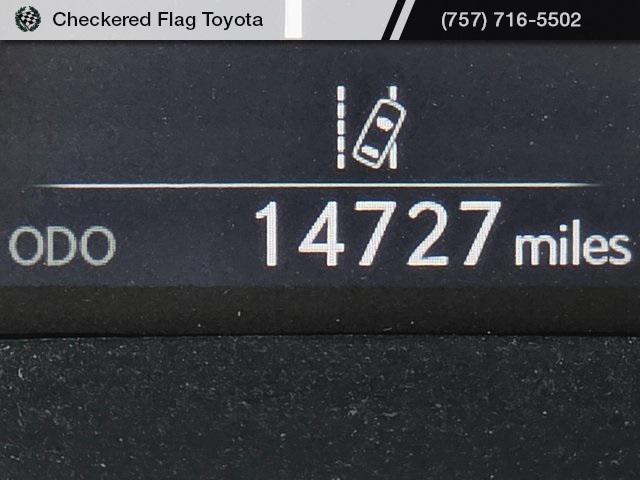 Checkered Flag Toyota (757) 716-5502
ODO 14727 miles